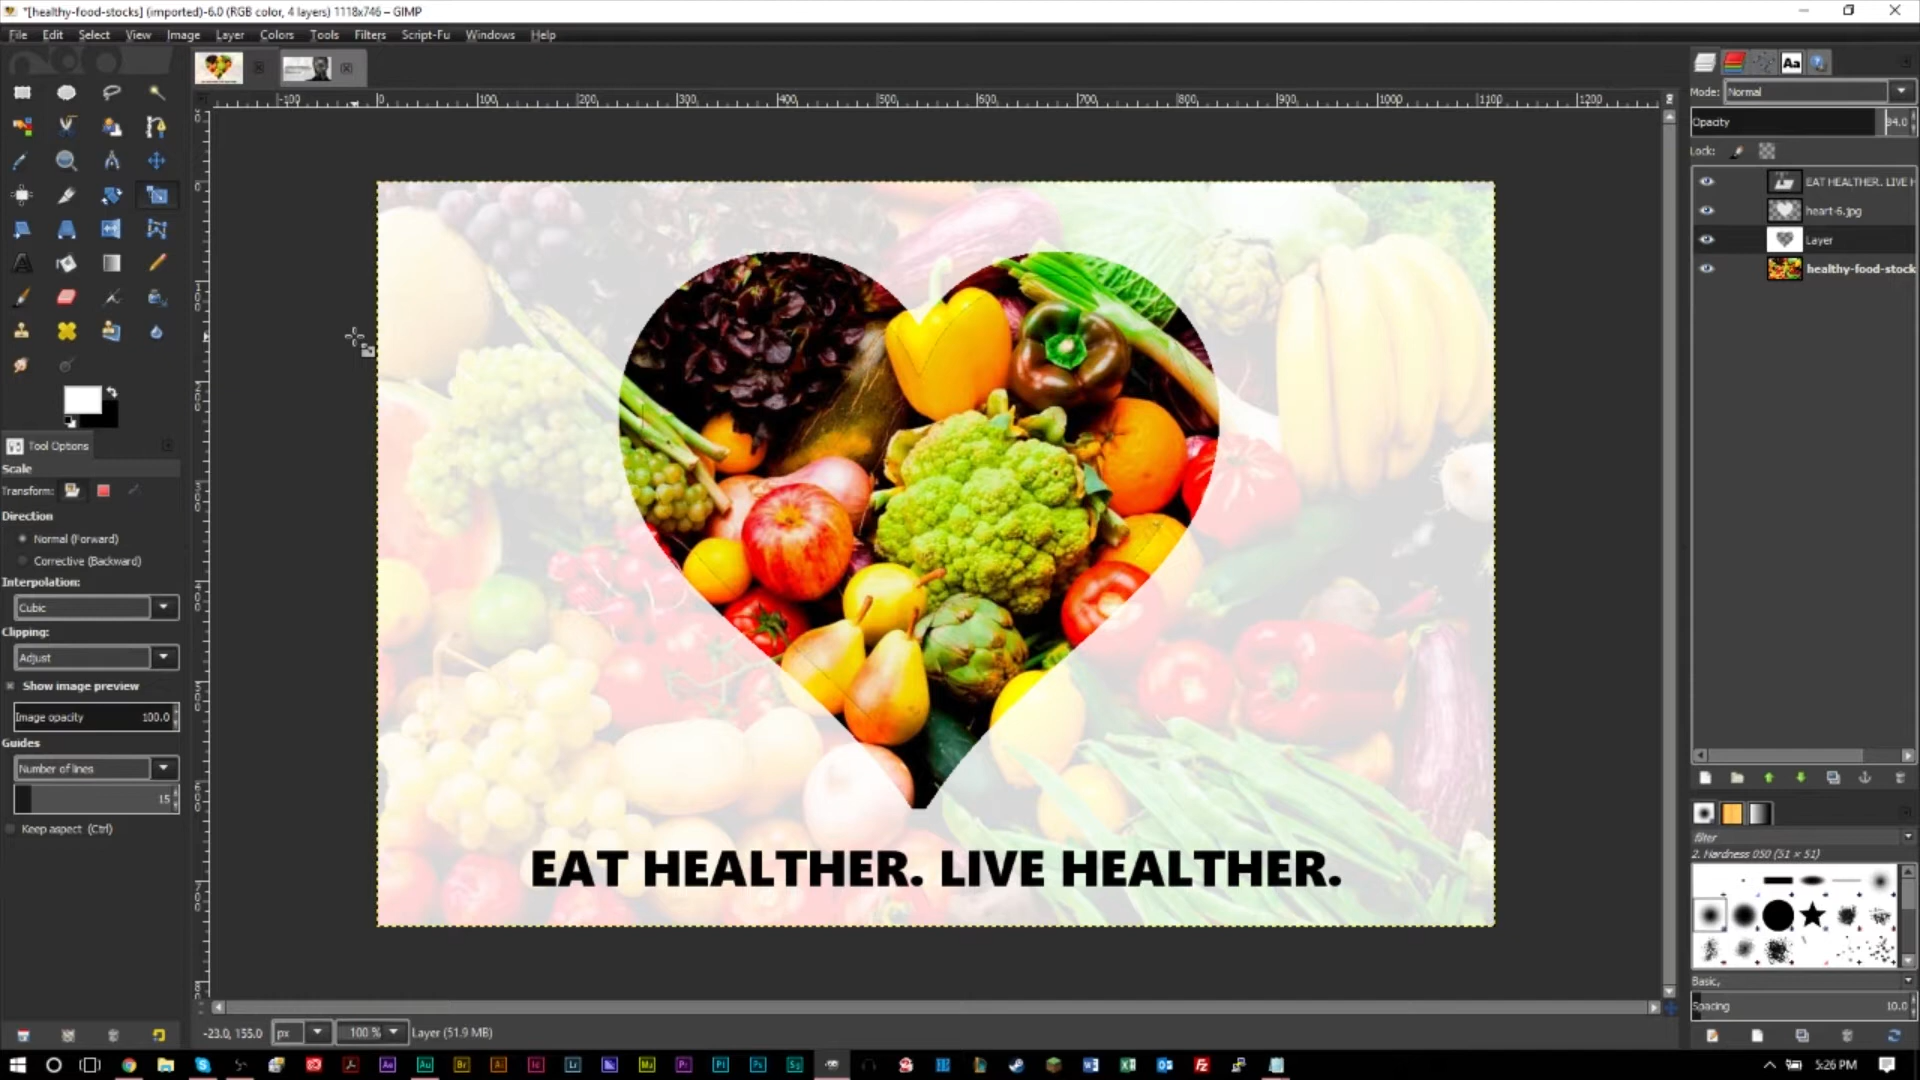 *[healthy-food-stocks] (imported)-6.0 (RGB color, 4 layers) 1118x746 – GIMP
File Edit Select View Image Layer Colors Tools Filters Script-Fu Windows Help
Mode: Normal
Opacity
Lock:
EAT HEALTHER. LIVE H
heart-6.jpg
Layer
healthy-food-stock
Tool Options
Scale
Transform:
Direction
Normal (Forward)
Corrective (Backward)
Interpolation:
Cubic
Clipping:
Adjust
Show image preview
Image opacity 100.0
Guides
Number of lines
15
Keep aspect (Ctrl)
EAT HEALTHER. LIVE HEALTHER.
filter
2. Hardness 050 (51 × 51)
Basic,
Spacing 10.0
-23.0, 155.0 px 100 % Layer (51.9 MB)
5:26 PM